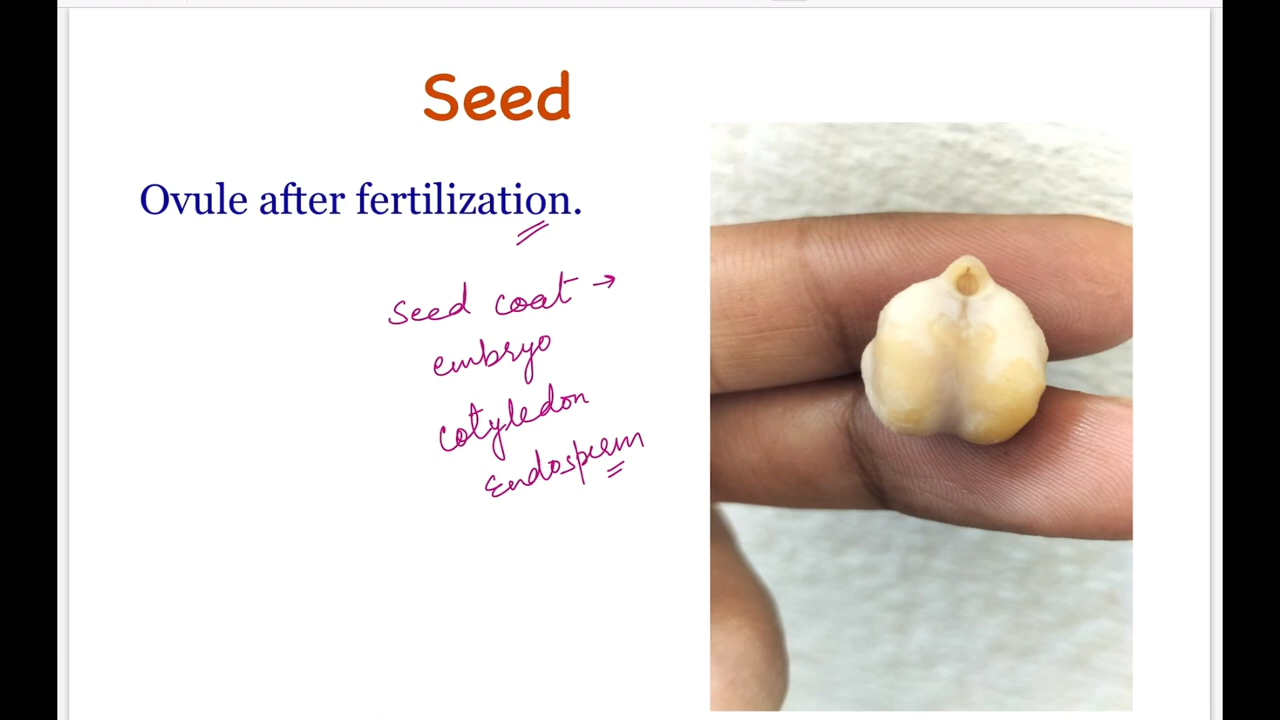 Seed
Ovule after fertilization.
Seed coat →
embryo
cotyledon
Endosperm